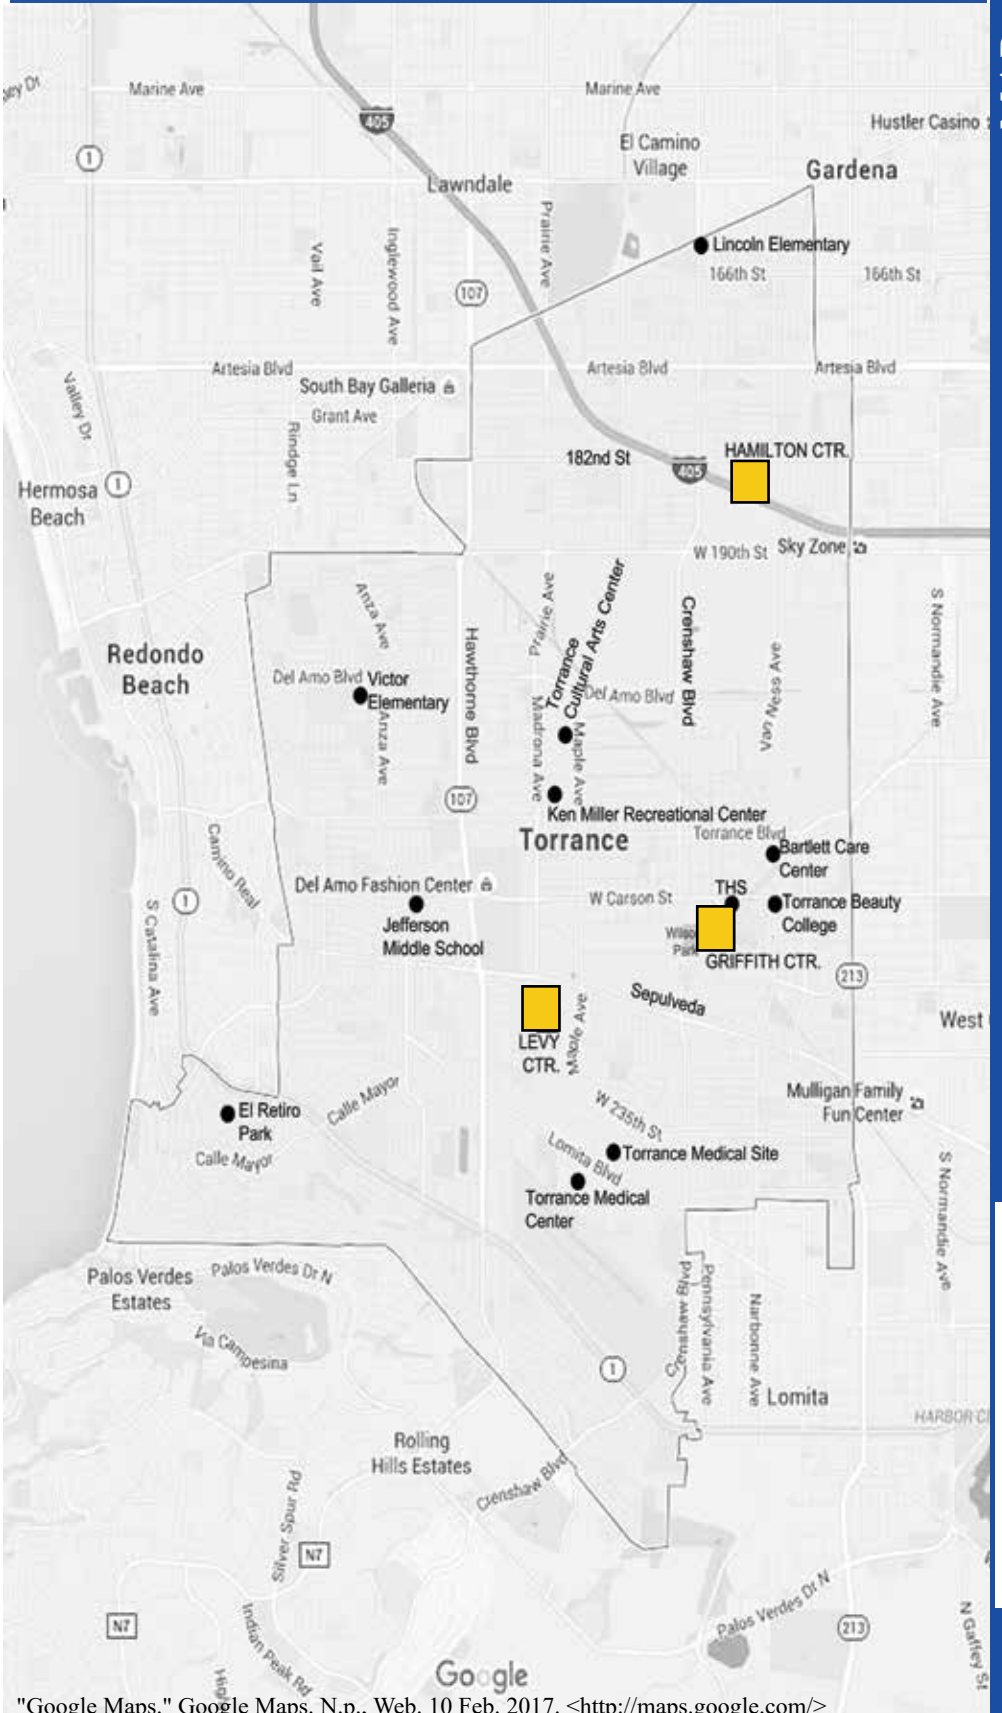 Marine Ave
Marine Ave
405
Hustler Casino
El Camino
Village
1
Gardena
Lawndale
Prairie Ave
Vail Ave
Inglewood Ave
Lincoln Elementary
166th St
166th St
107
Artesia Blvd
Artesia Blvd
Artesia Blvd
South Bay Galleria
Grant Ave
Valley Dr
Rindge Ln
182nd St
HAMILTON CTR.
405
1
Hermosa
Beach
W 190th St
Sky Zone
Anza Ave
Prairie Ave
Torrance
Cultural Arts Center
Crenshaw Blvd
S Normandie Ave
Redondo
Beach
Hawthorne Blvd
Van Ness Ave
Del Amo Blvd
Victor
Elementary
Del Amo Blvd
Anza Ave
Madrona Ave
Maple Ave
107
Ken Miller Recreational Center
Torrance
Torrance Blvd
Bartlett Care
Center
Camino Real
Del Amo Fashion Center
THS
W Carson St
1
Torrance Beauty
College
S Catalina Ave
Jefferson
Middle School
Park
GRIFFITH CTR.
213
Sepulveda
Maple Ave
West
LEVY
CTR.
Calle Mayor
Mulligan Family
Fun Center
El Retiro
Park
W 235th St
Calle Mayor
Lomita Blvd
Torrance Medical Site
Torrance Medical
Center
S Normandie Ave
Palos Verdes
Estates
Palos Verdes Dr N
Crenshaw Blvd
Pennsylvania Ave
Narbonne Ave
Via Campesina
1
Lomita
Rolling
Hills Estates
Crenshaw Blvd
Silver Spur Rd
N7
N7
Indian Peak Rd
Palos Verdes Dr N
213
N Gaffey St
Google
"Google Maps." Google Maps. N.p., Web. 10 Feb. 2017. <http://maps.google.com/>